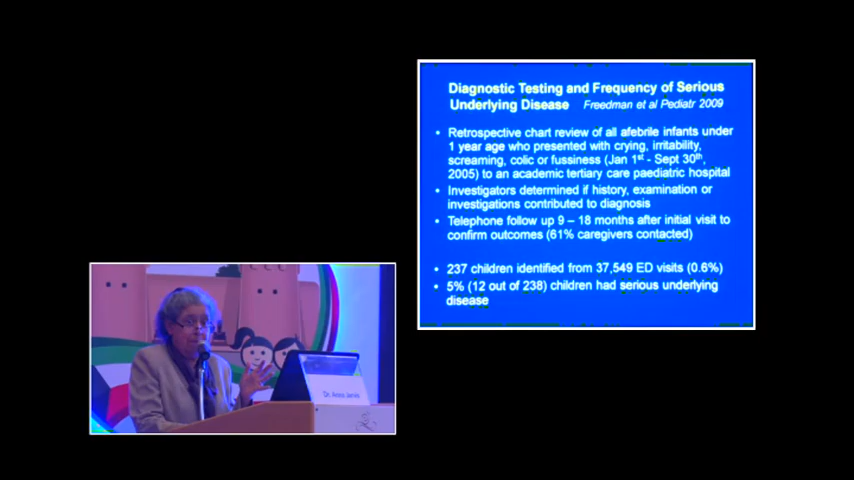 Diagnostic Testing and Frequency of Serious
Underlying Disease Freedman et al Pediatr 2009
• Retrospective chart review of all afebrile infants under
1 year age who presented with crying, irritability,
screaming, colic or fussiness (Jan 1st - Sept 30th,
2005) to an academic tertiary care paediatric hospital
• Investigators determined if history, examination or
investigations contributed to diagnosis
• Telephone follow up 9 – 18 months after initial visit to
confirm outcomes (61% caregivers contacted)
• 237 children identified from 37,549 ED visits (0.6%)
• 5% (12 out of 238) children had serious underlying
disease
Dr. Anna